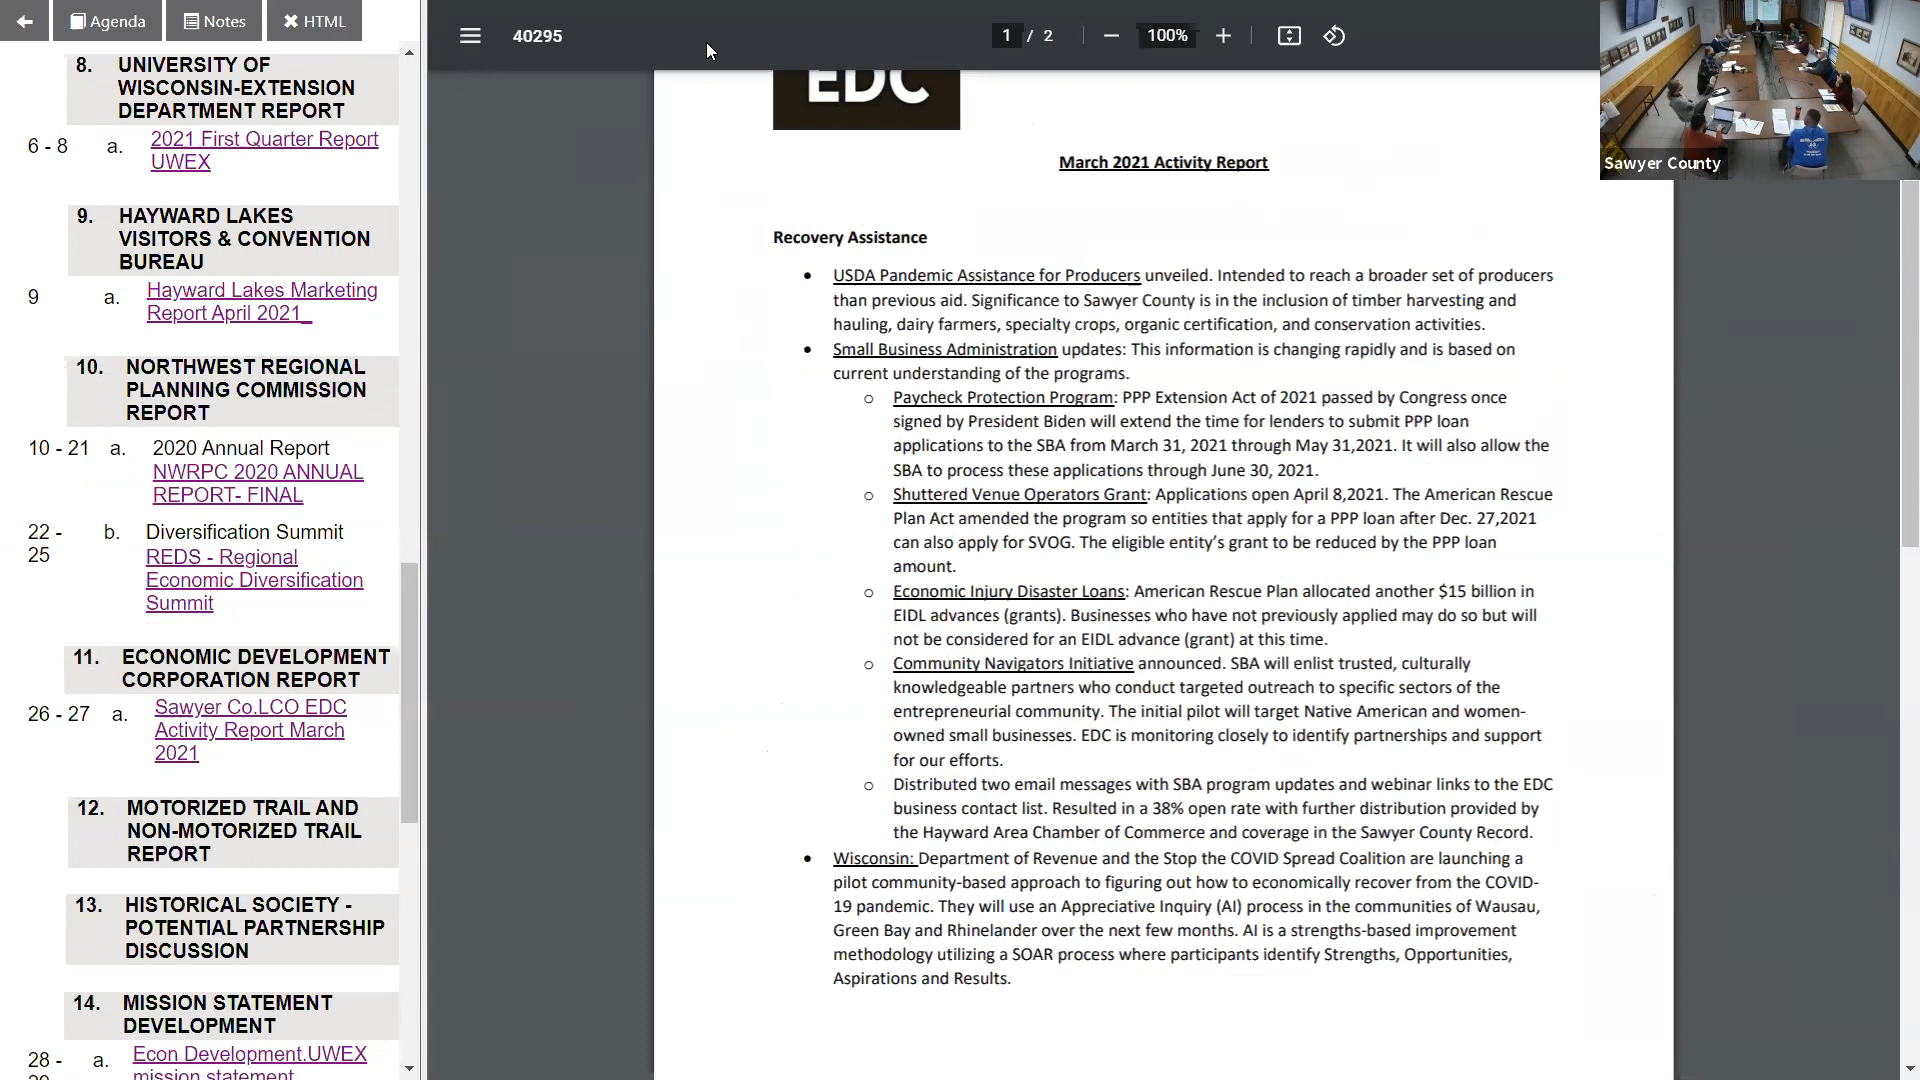 Agenda
Notes
HTML
8. UNIVERSITY OF
WISCONSIN-EXTENSION
DEPARTMENT REPORT
6 - 8 a. 2021 First Quarter Report
UWEX
9. HAYWARD LAKES
VISITORS & CONVENTION
BUREAU
9 a. Hayward Lakes Marketing
Report April 2021_
10. NORTHWEST REGIONAL
PLANNING COMMISSION
REPORT
10 - 21 a. 2020 Annual Report
NWRPC 2020 ANNUAL
REPORT- FINAL
22 - b. Diversification Summit
25 REDS - Regional
Economic Diversification
Summit
11. ECONOMIC DEVELOPMENT
CORPORATION REPORT
26 - 27 a. Sawyer Co.LCO EDC
Activity Report March
2021
12. MOTORIZED TRAIL AND
NON-MOTORIZED TRAIL
REPORT
13. HISTORICAL SOCIETY -
POTENTIAL PARTNERSHIP
DISCUSSION
14. MISSION STATEMENT
DEVELOPMENT
28 - a. Econ Development.UWEX
mission statement
40295
1 / 2
100%
EDC
March 2021 Activity Report
Recovery Assistance
• USDA Pandemic Assistance for Producers unveiled. Intended to reach a broader set of producers
than previous aid. Significance to Sawyer County is in the inclusion of timber harvesting and
hauling, dairy farmers, specialty crops, organic certification, and conservation activities.
• Small Business Administration updates: This information is changing rapidly and is based on
current understanding of the programs.
o Paycheck Protection Program: PPP Extension Act of 2021 passed by Congress once
signed by President Biden will extend the time for lenders to submit PPP loan
applications to the SBA from March 31, 2021 through May 31,2021. It will also allow the
SBA to process these applications through June 30, 2021.
o Shuttered Venue Operators Grant: Applications open April 8,2021. The American Rescue
Plan Act amended the program so entities that apply for a PPP loan after Dec. 27,2021
can also apply for SVOG. The eligible entity's grant to be reduced by the PPP loan
amount.
o Economic Injury Disaster Loans: American Rescue Plan allocated another $15 billion in
EIDL advances (grants). Businesses who have not previously applied may do so but will
not be considered for an EIDL advance (grant) at this time.
o Community Navigators Initiative announced. SBA will enlist trusted, culturally
knowledgeable partners who conduct targeted outreach to specific sectors of the
entrepreneurial community. The initial pilot will target Native American and women-
owned small businesses. EDC is monitoring closely to identify partnerships and support
for our efforts.
o Distributed two email messages with SBA program updates and webinar links to the EDC
business contact list. Resulted in a 38% open rate with further distribution provided by
the Hayward Area Chamber of Commerce and coverage in the Sawyer County Record.
• Wisconsin: Department of Revenue and the Stop the COVID Spread Coalition are launching a
pilot community-based approach to figuring out how to economically recover from the COVID-
19 pandemic. They will use an Appreciative Inquiry (AI) process in the communities of Wausau,
Green Bay and Rhinelander over the next few months. AI is a strengths-based improvement
methodology utilizing a SOAR process where participants identify Strengths, Opportunities,
Aspirations and Results.
Sawyer County